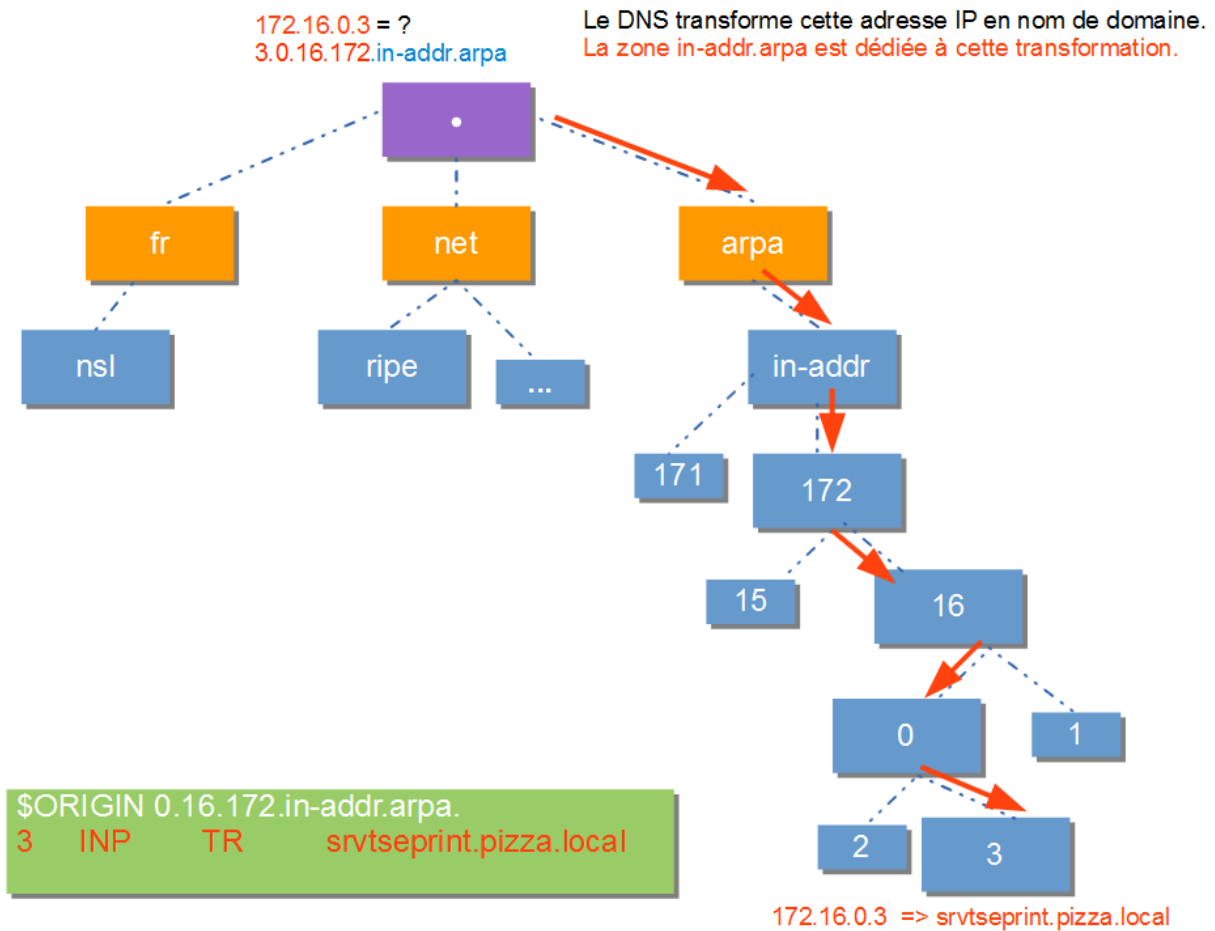 172.16.0.3 = ?
3.0.16.172.in-addr.arpa
Le DNS transforme cette adresse IP en nom de domaine.
La zone in-addr.arpa est dédiée à cette transformation.
.
fr
net
arpa
nsl
ripe
...
in-addr
171
172
15
16
0
1
$ORIGIN 0.16.172.in-addr.arpa.
3 INP TR srvtseprint.pizza.local
2
3
172.16.0.3 => srvtseprint.pizza.local